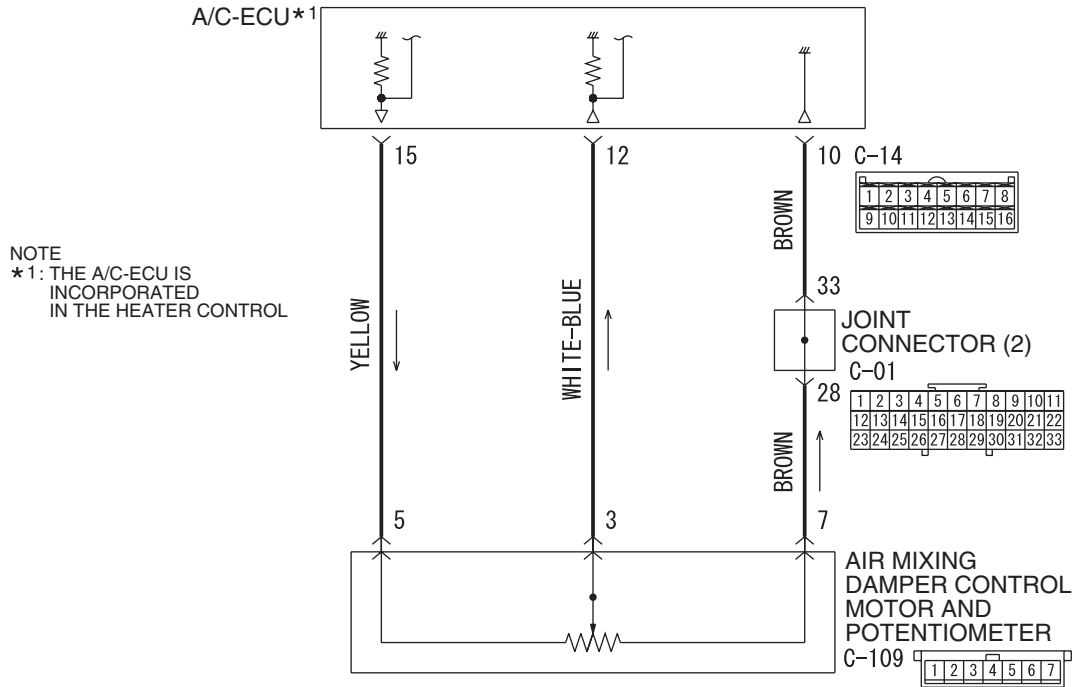 A/C-ECU*1
15
12
10 C-14
1 2 3 4 5 6 7 8
9 10 11 12 13 14 15 16
NOTE
*1: THE A/C-ECU IS
INCORPORATED
IN THE HEATER CONTROL
YELLOW
WHITE-BLUE
BROWN
33
JOINT
CONNECTOR (2)
C-01
28
1 2 3 4 5 6 7 8 9 10 11
12 13 14 15 16 17 18 19 20 21 22
23 24 25 26 27 28 29 30 31 32 33
BROWN
5
3
7
AIR MIXING
DAMPER CONTROL
MOTOR AND
POTENTIOMETER
C-109
1 2 3 4 5 6 7